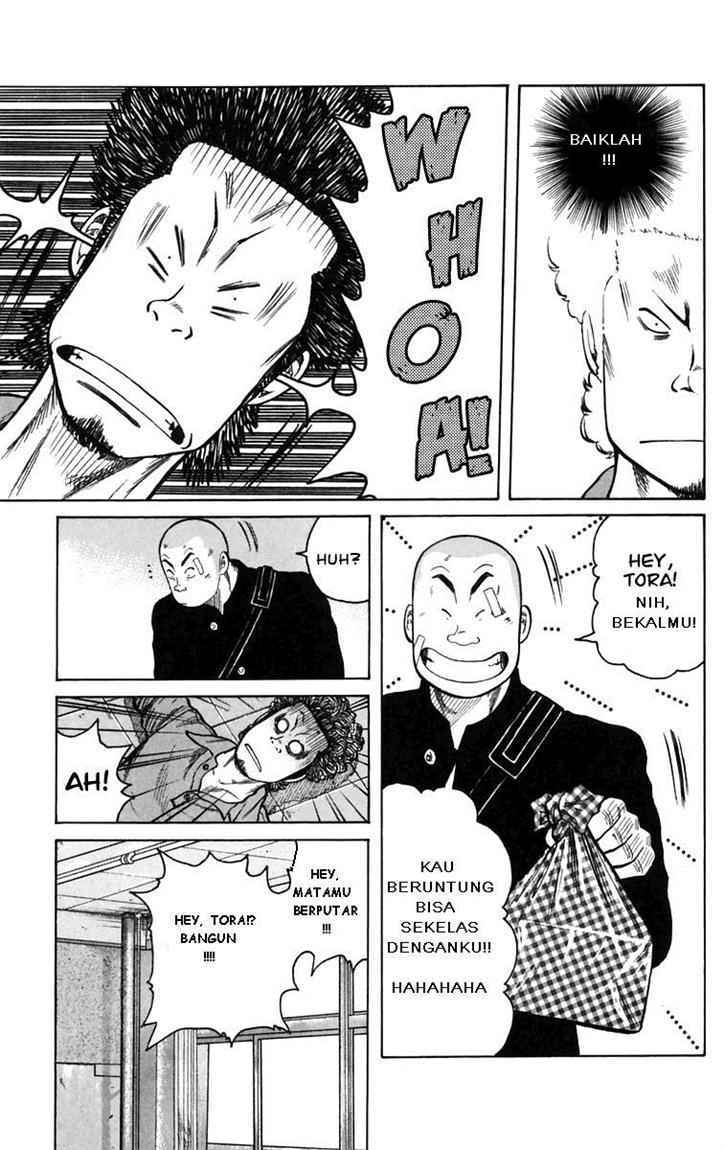 BAIKLAH
!!!
WHOA!
HEY,
TORA!
NIH,
BEKALMU!
KAU
BERUNTUNG
BISA
SEKELAS
DENGANKU!!
HAHAHAHA
HUH?
AH!
HEY,
MATAMU
BERPUTAR
!!!
HEY, TORA!?
BANGUN
!!!!